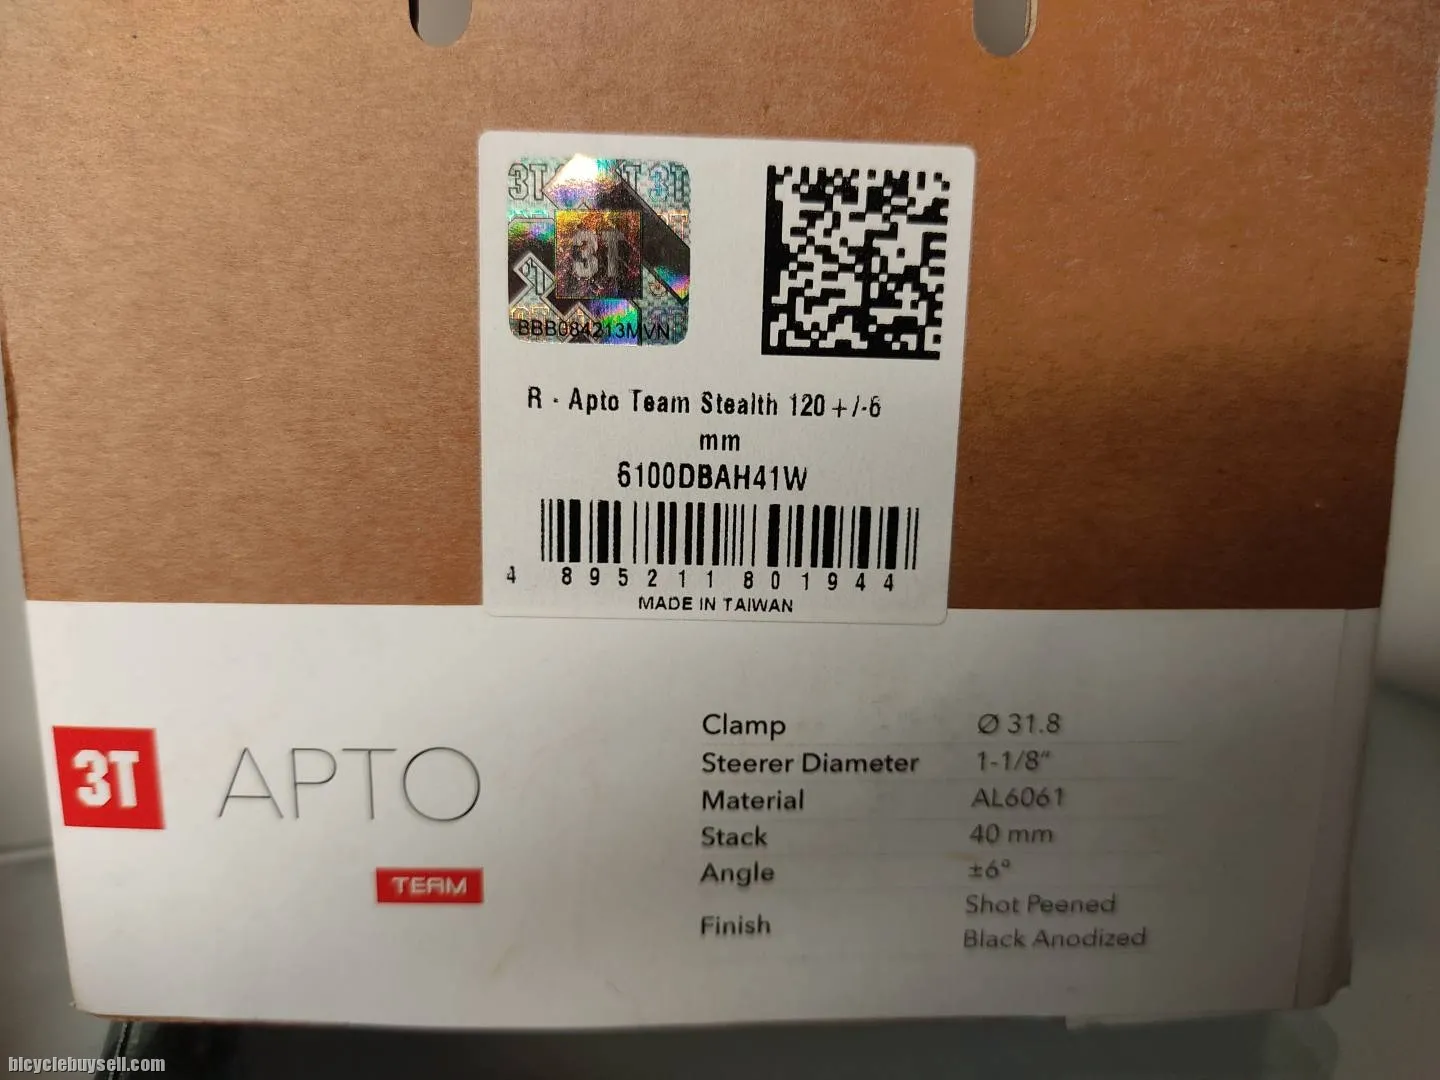 3T
3T
3T
BBB084213MVN
R - Apto Team Stealth 120 +/-6
mm
6100DBAH41W
4 895211 801944
MADE IN TAIWAN
3T APTO
TEAM
Clamp Ø 31.8
Steerer Diameter 1-1/8"
Material AL6061
Stack 40 mm
Angle ±6°
Finish Shot Peened
Black Anodized
bicyclebuysell.com